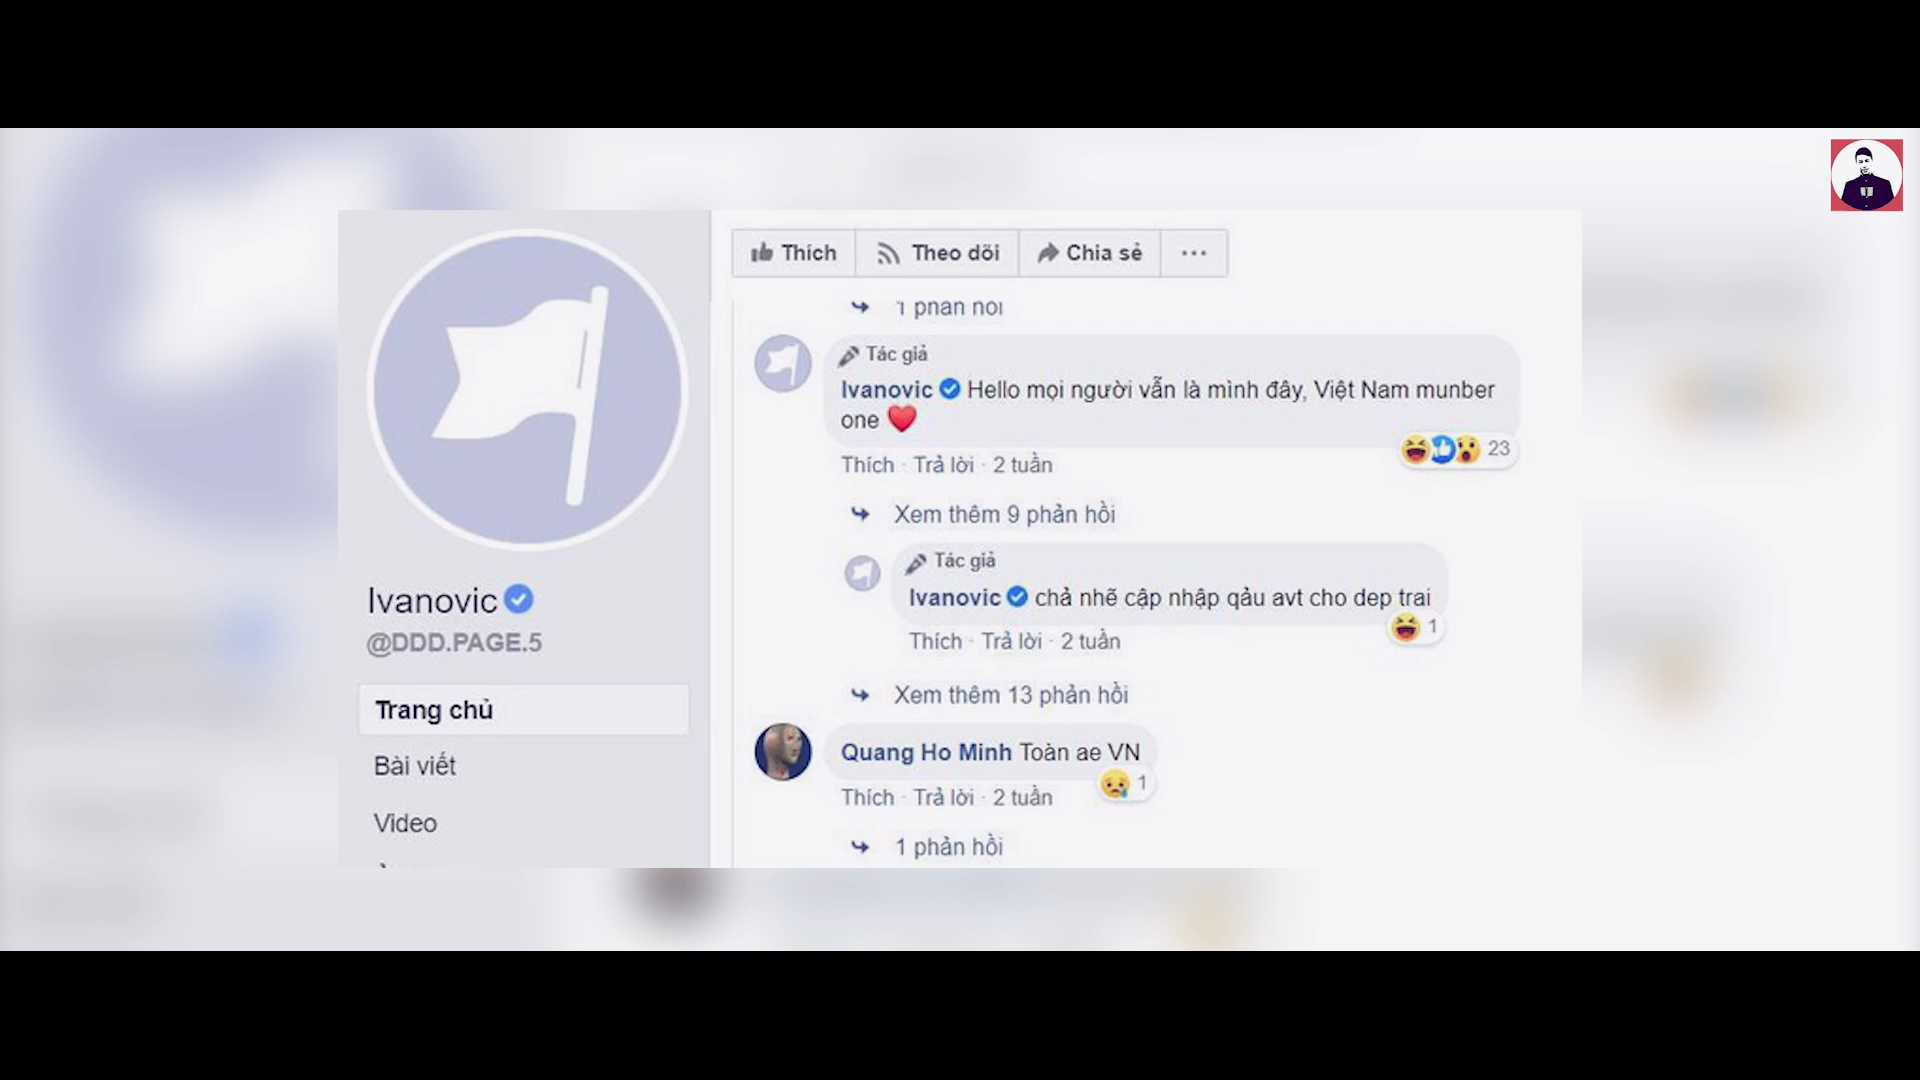 Thích
Theo dõi
Chia sẻ
Tác giả
Ivanovic Hello mọi người vẫn là mình đây, Việt Nam munber
one
23
Thích · Trả lời · 2 tuần
Xem thêm 9 phản hồi
Tác giả
Ivanovic chả nhẽ cập nhập qảu avt cho dep trai
1
Thích · Trả lời · 2 tuần
Xem thêm 13 phản hồi
Quang Ho Minh Toàn ae VN
1
Thích · Trả lời · 2 tuần
1 phản hồi
Ivanovic
@DDD.PAGE.5
Trang chủ
Bài viết
Video